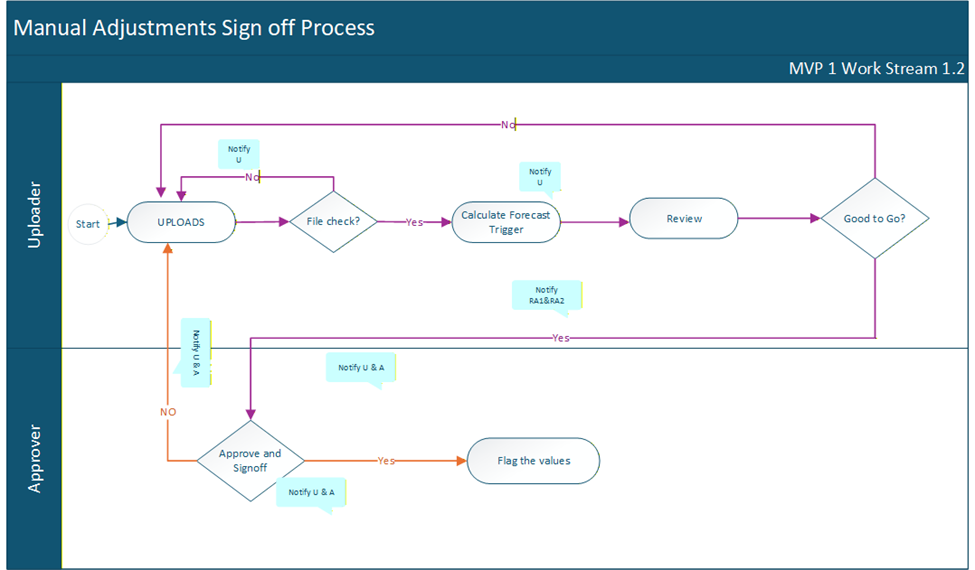 Manual Adjustments Sign off Process
MVP 1 Work Stream 1.2
Uploader
No
Notify
U
No
Notify
U
Start
UPLOADS
File check?
Yes
Calculate Forecast
Trigger
Review
Good to Go?
Notify
RA1&RA2
Yes
Notify U & A
Approver
Notify U & A
NO
Approve and
Signoff
Yes
Flag the values
Notify U & A